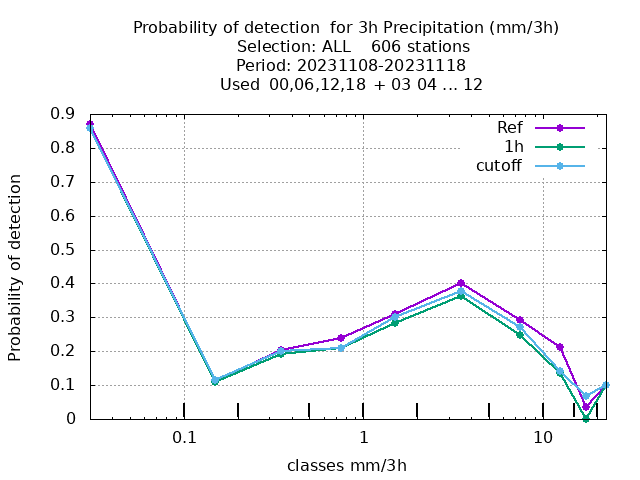 Probability of detection  for 3h Precipitation (mm/3h)
Selection: ALL    606 stations
Period: 20231108-20231118
Used  00,06,12,18  + 03 04 ... 12
Ref
1h
cutoff
Probability of detection
0.9
0.8
0.7
0.6
0.5
0.4
0.3
0.2
0.1
0
0.1
1
10
classes mm/3h